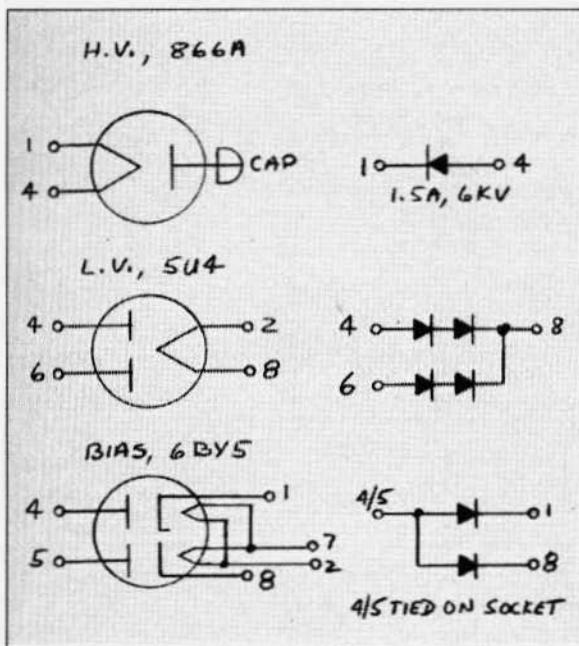 H.V., 866A
1
4
CAP
1 4
1.5A, 6KV
L.V., 5U4
4 2
6 8
4 8
6
BIAS, 6BY5
4
5
1
7
2
8
4/5 1
8
4/5 TIED ON SOCKET